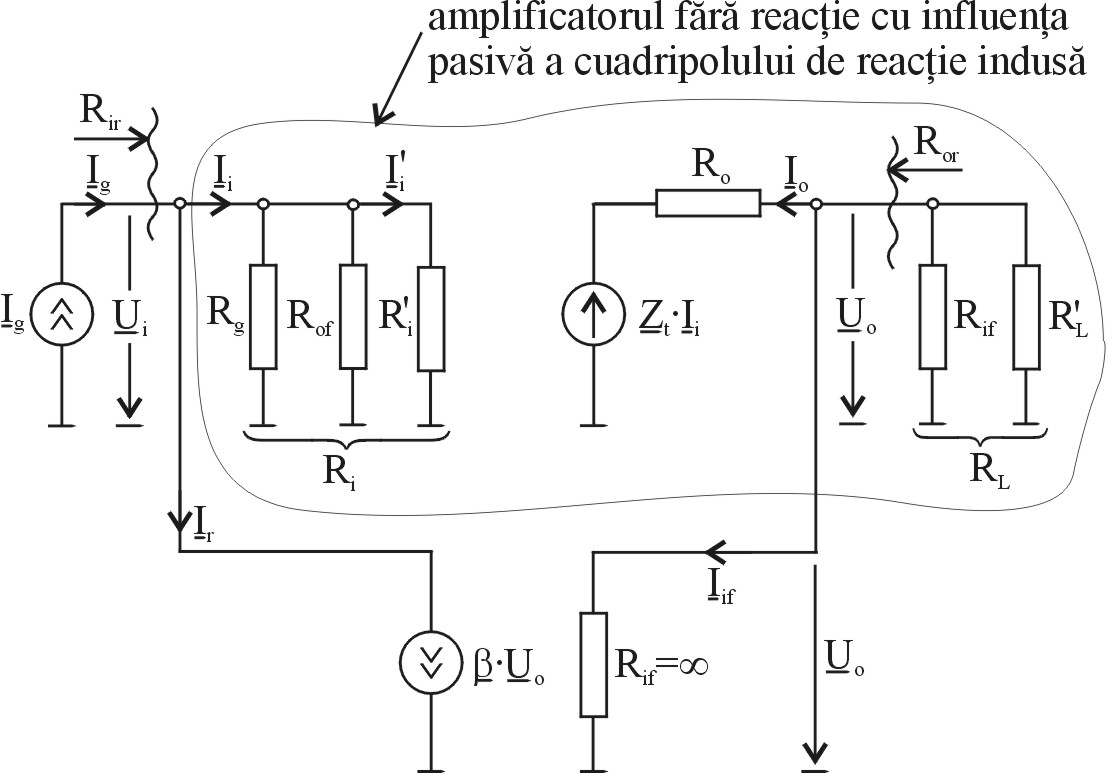 amplificatorul fără reacție cu influența
pasivă a cuadripolului de reacție indusă
R_ir
I_g
I_i
I'_i
R_o
I_o
R_or
I_g
U_i
R_g
R_of
R'_i
Z_t·I_i
U_o
R_if
R'_L
R_i
R_L
I_r
I_if
β·U_o
R_if=∞
U_o